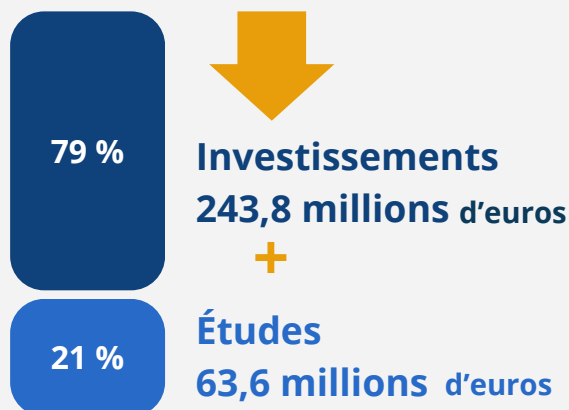 79 %
Investissements
243,8 millions d’euros
+
21 %
Études
63,6 millions d’euros